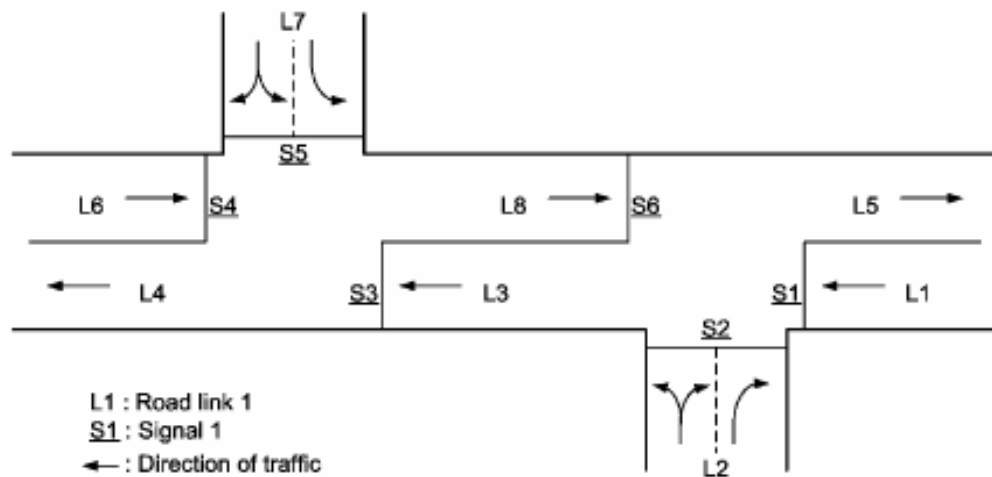 L7
S5
L6
S4
L8
S6
L5
L4
S3
L3
S1
L1
S2
L1 : Road link 1
S1 : Signal 1
: Direction of traffic
L2